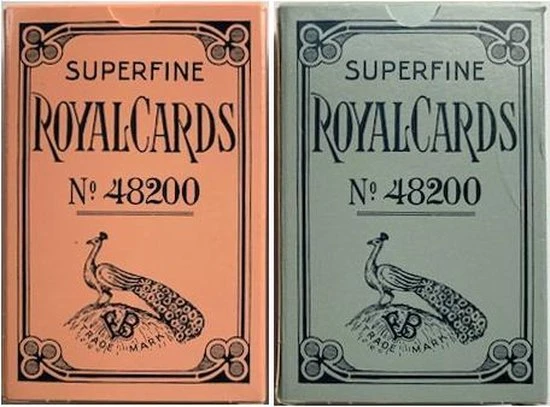 SUPERFINE
ROYAL CARDS
Nº 48200
TRADE MARK
SUPERFINE
ROYAL CARDS
Nº 48200
TRADE MARK